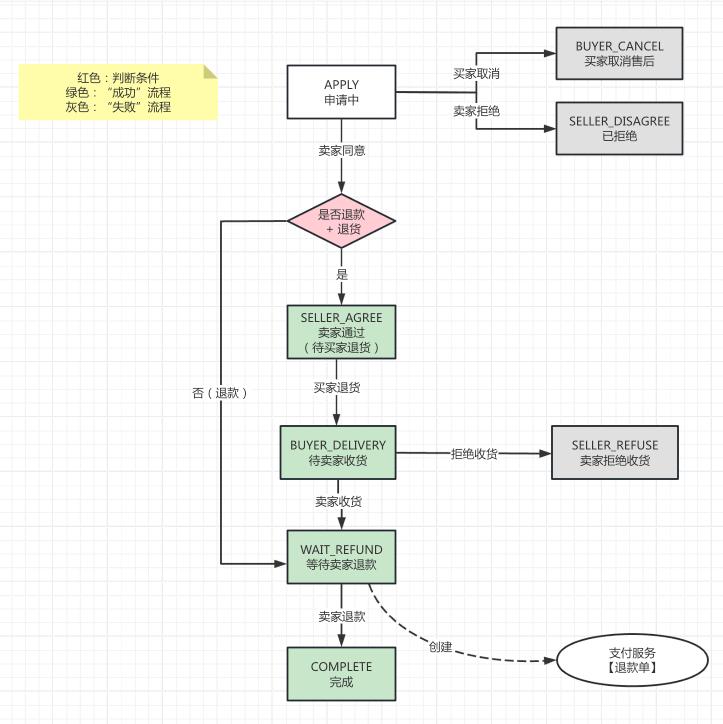 红色：判断条件
绿色：“成功”流程
灰色：“失败”流程
APPLY
申请中
买家取消
卖家拒绝
BUYER_CANCEL
买家取消售后
SELLER_DISAGREE
已拒绝
卖家同意
是否退款
+ 退货
是
SELLER_AGREE
卖家通过
（待买家退货）
否（退款）
买家退货
BUYER_DELIVERY
待卖家收货
拒绝收货
SELLER_REFUSE
卖家拒绝收货
卖家收货
WAIT_REFUND
等待卖家退款
卖家退款
创建
支付服务
【退款单】
COMPLETE
完成